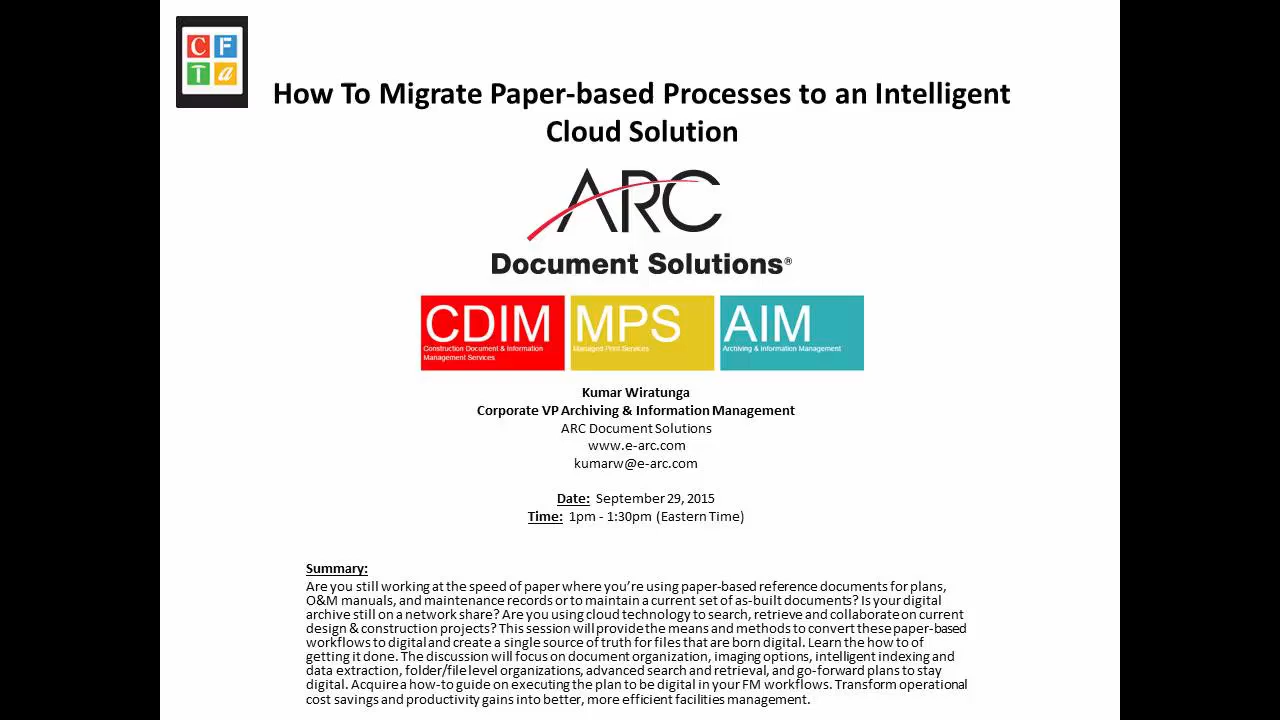 C F
T a
How To Migrate Paper-based Processes to an Intelligent
Cloud Solution
ARC
Document Solutions®
CDIM MPS AIM
Construction Document & Information Management Services
Managed Print Services
Archiving & Information Management
Kumar Wiratunga
Corporate VP Archiving & Information Management
ARC Document Solutions
www.e-arc.com
kumarw@e-arc.com
Date: September 29, 2015
Time: 1pm - 1:30pm (Eastern Time)
Summary:
Are you still working at the speed of paper where you’re using paper-based reference documents for plans,
O&M manuals, and maintenance records or to maintain a current set of as-built documents? Is your digital
archive still on a network share? Are you using cloud technology to search, retrieve and collaborate on current
design & construction projects? This session will provide the means and methods to convert these paper-based
workflows to digital and create a single source of truth for files that are born digital. Learn the how to of
getting it done. The discussion will focus on document organization, imaging options, intelligent indexing and
data extraction, folder/file level organizations, advanced search and retrieval, and go-forward plans to stay
digital. Acquire a how-to guide on executing the plan to be digital in your FM workflows. Transform operational
cost savings and productivity gains into better, more efficient facilities management.